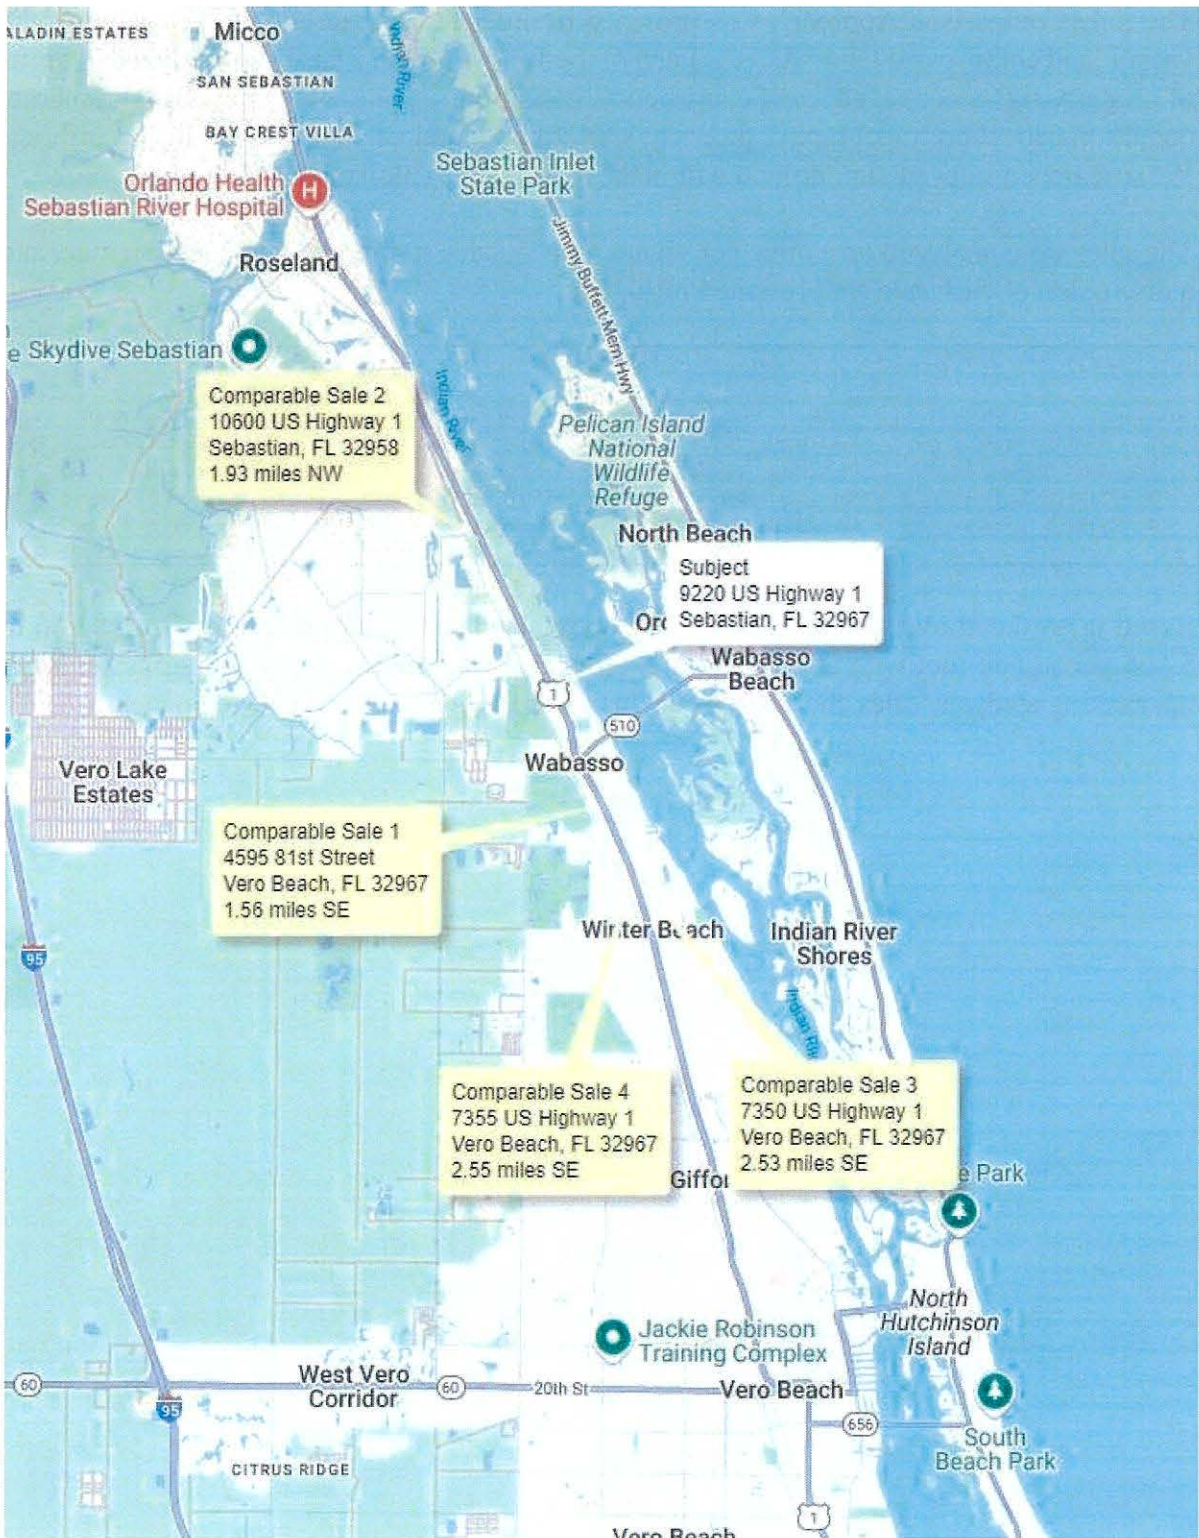 ALADIN ESTATES
Micco
Indian River
SAN SEBASTIAN
BAY CREST VILLA
Sebastian Inlet
State Park
Orlando Health
Sebastian River Hospital
H
Roseland
Jimmy Buffett Mem Hwy
e Skydive Sebastian
Indian River
Comparable Sale 2
10600 US Highway 1
Sebastian, FL 32958
1.93 miles NW
Pelican Island
National
Wildlife
Refuge
North Beach
Subject
9220 US Highway 1
Sebastian, FL 32967
Orc
Wabasso
Beach
1
510
Wabasso
Vero Lake
Estates
Comparable Sale 1
4595 81st Street
Vero Beach, FL 32967
1.56 miles SE
Winter Beach
Indian River
Shores
95
Indian Riv
Comparable Sale 4
7355 US Highway 1
Vero Beach, FL 32967
2.55 miles SE
Comparable Sale 3
7350 US Highway 1
Vero Beach, FL 32967
2.53 miles SE
Giffor
e Park
North
Hutchinson
Island
Jackie Robinson
Training Complex
West Vero
Corridor
60
60
20th St
Vero Beach
95
656
South
Beach Park
CITRUS RIDGE
1
Vero Beach